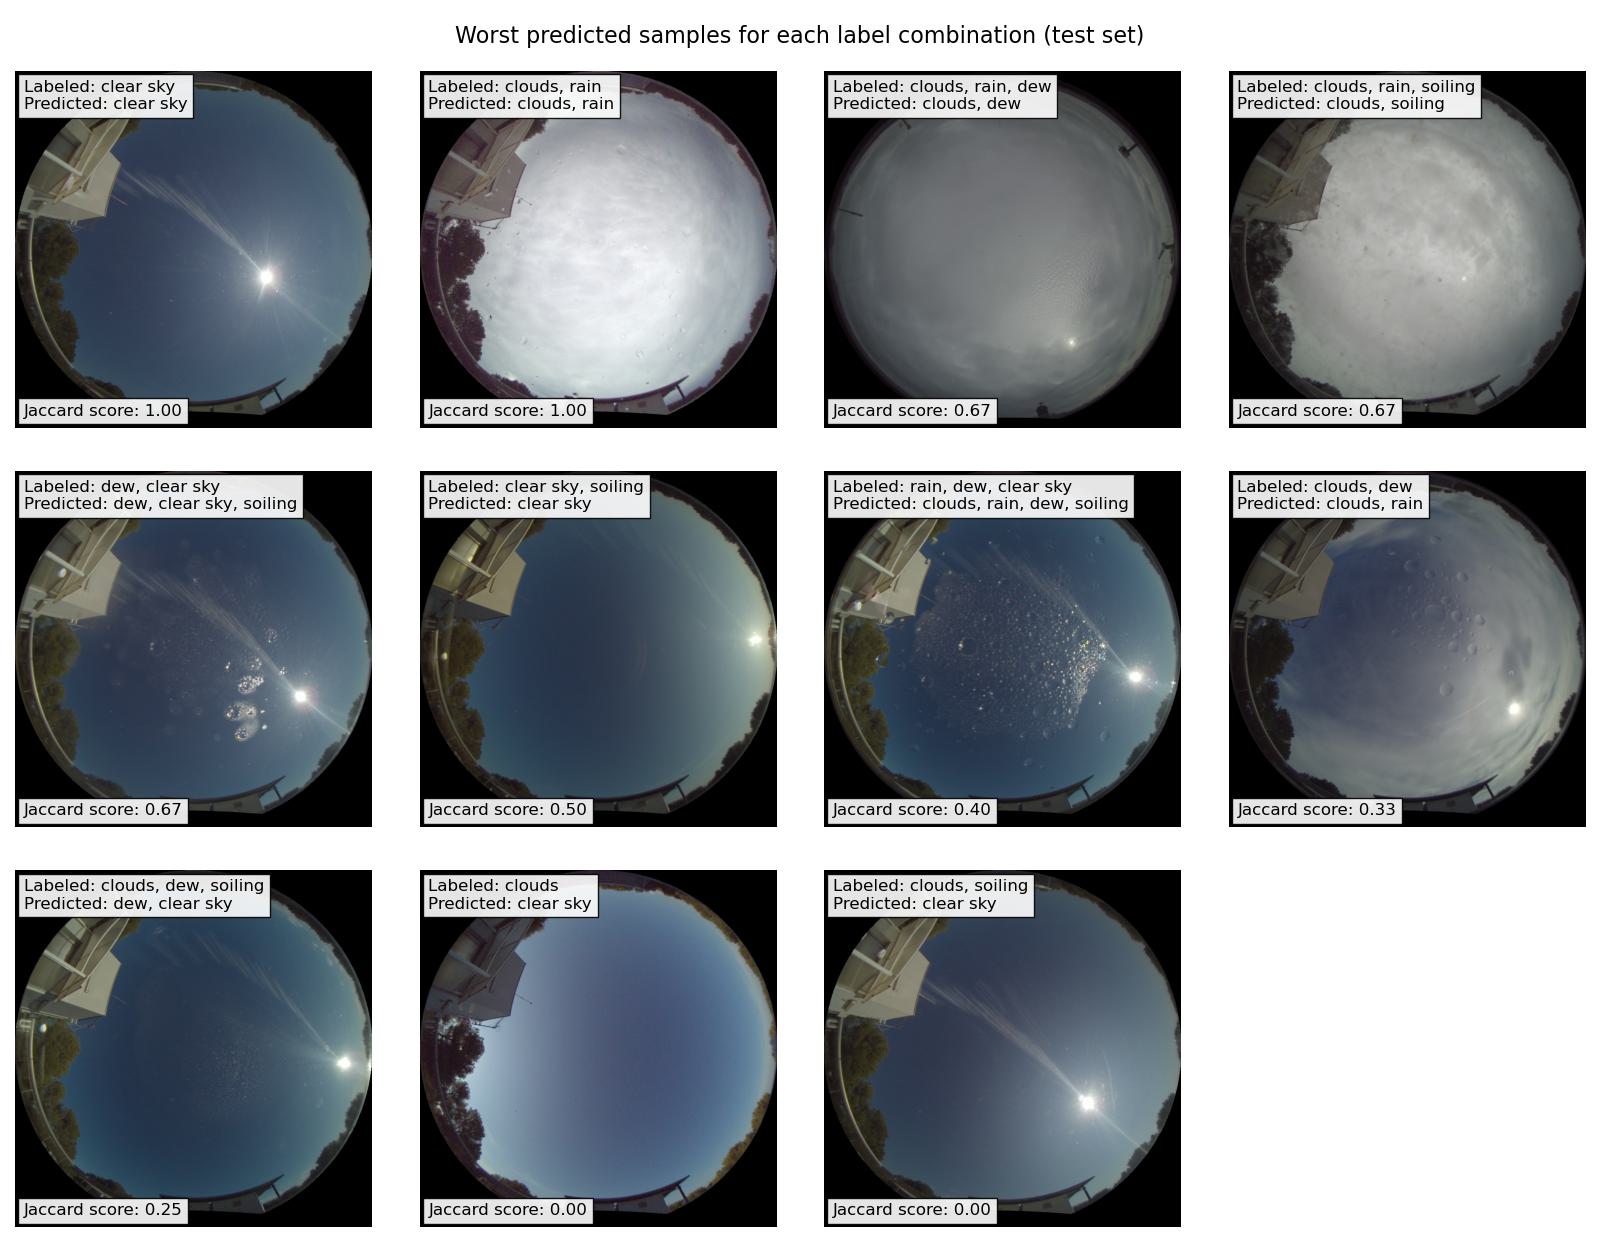 Worst predicted samples for each label combination (test set)
Labeled: clear sky
Predicted: clear sky
Jaccard score: 1.00
Labeled: clouds, rain
Predicted: clouds, rain
Jaccard score: 1.00
Labeled: clouds, rain, dew
Predicted: clouds, dew
Jaccard score: 0.67
Labeled: clouds, rain, soiling
Predicted: clouds, soiling
Jaccard score: 0.67
Labeled: dew, clear sky
Predicted: dew, clear sky, soiling
Jaccard score: 0.67
Labeled: clear sky, soiling
Predicted: clear sky
Jaccard score: 0.50
Labeled: rain, dew, clear sky
Predicted: clouds, rain, dew, soiling
Jaccard score: 0.40
Labeled: clouds, dew
Predicted: clouds, rain
Jaccard score: 0.33
Labeled: clouds, dew, soiling
Predicted: dew, clear sky
Jaccard score: 0.25
Labeled: clouds
Predicted: clear sky
Jaccard score: 0.00
Labeled: clouds, soiling
Predicted: clear sky
Jaccard score: 0.00